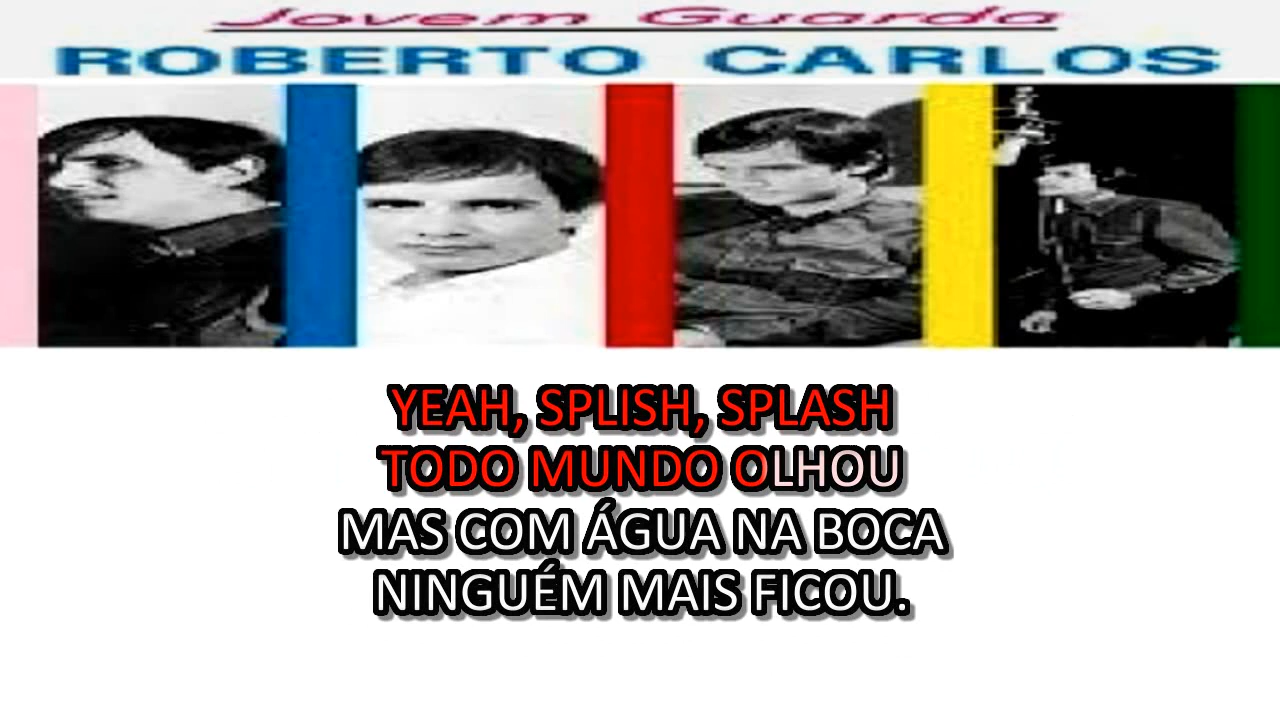 Jovem Guarda
ROBERTO CARLOS
YEAH, SPLISH, SPLASH
TODO MUNDO OLHOU
MAS COM ÁGUA NA BOCA
NINGUÉM MAIS FICOU.